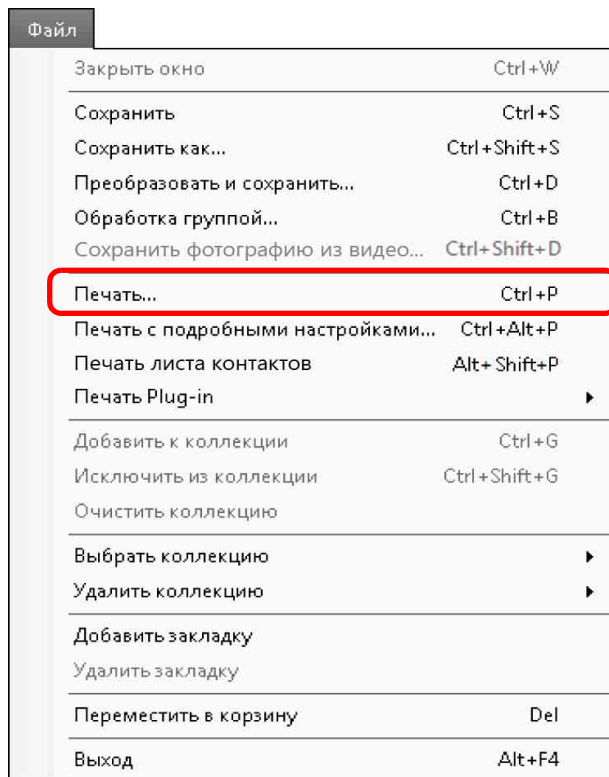 Файл
Закрыть окно Ctrl+W
Сохранить Ctrl+S
Сохранить как... Ctrl+Shift+S
Преобразовать и сохранить... Ctrl+D
Обработка группой... Ctrl+B
Сохранить фотографию из видео... Ctrl+Shift+D
Печать... Ctrl+P
Печать с подробными настройками... Ctrl+Alt+P
Печать листа контактов Alt+Shift+P
Печать Plug-in
Добавить к коллекции Ctrl+G
Исключить из коллекции Ctrl+Shift+G
Очистить коллекцию
Выбрать коллекцию
Удалить коллекцию
Добавить закладку
Удалить закладку
Переместить в корзину Del
Выход Alt+F4